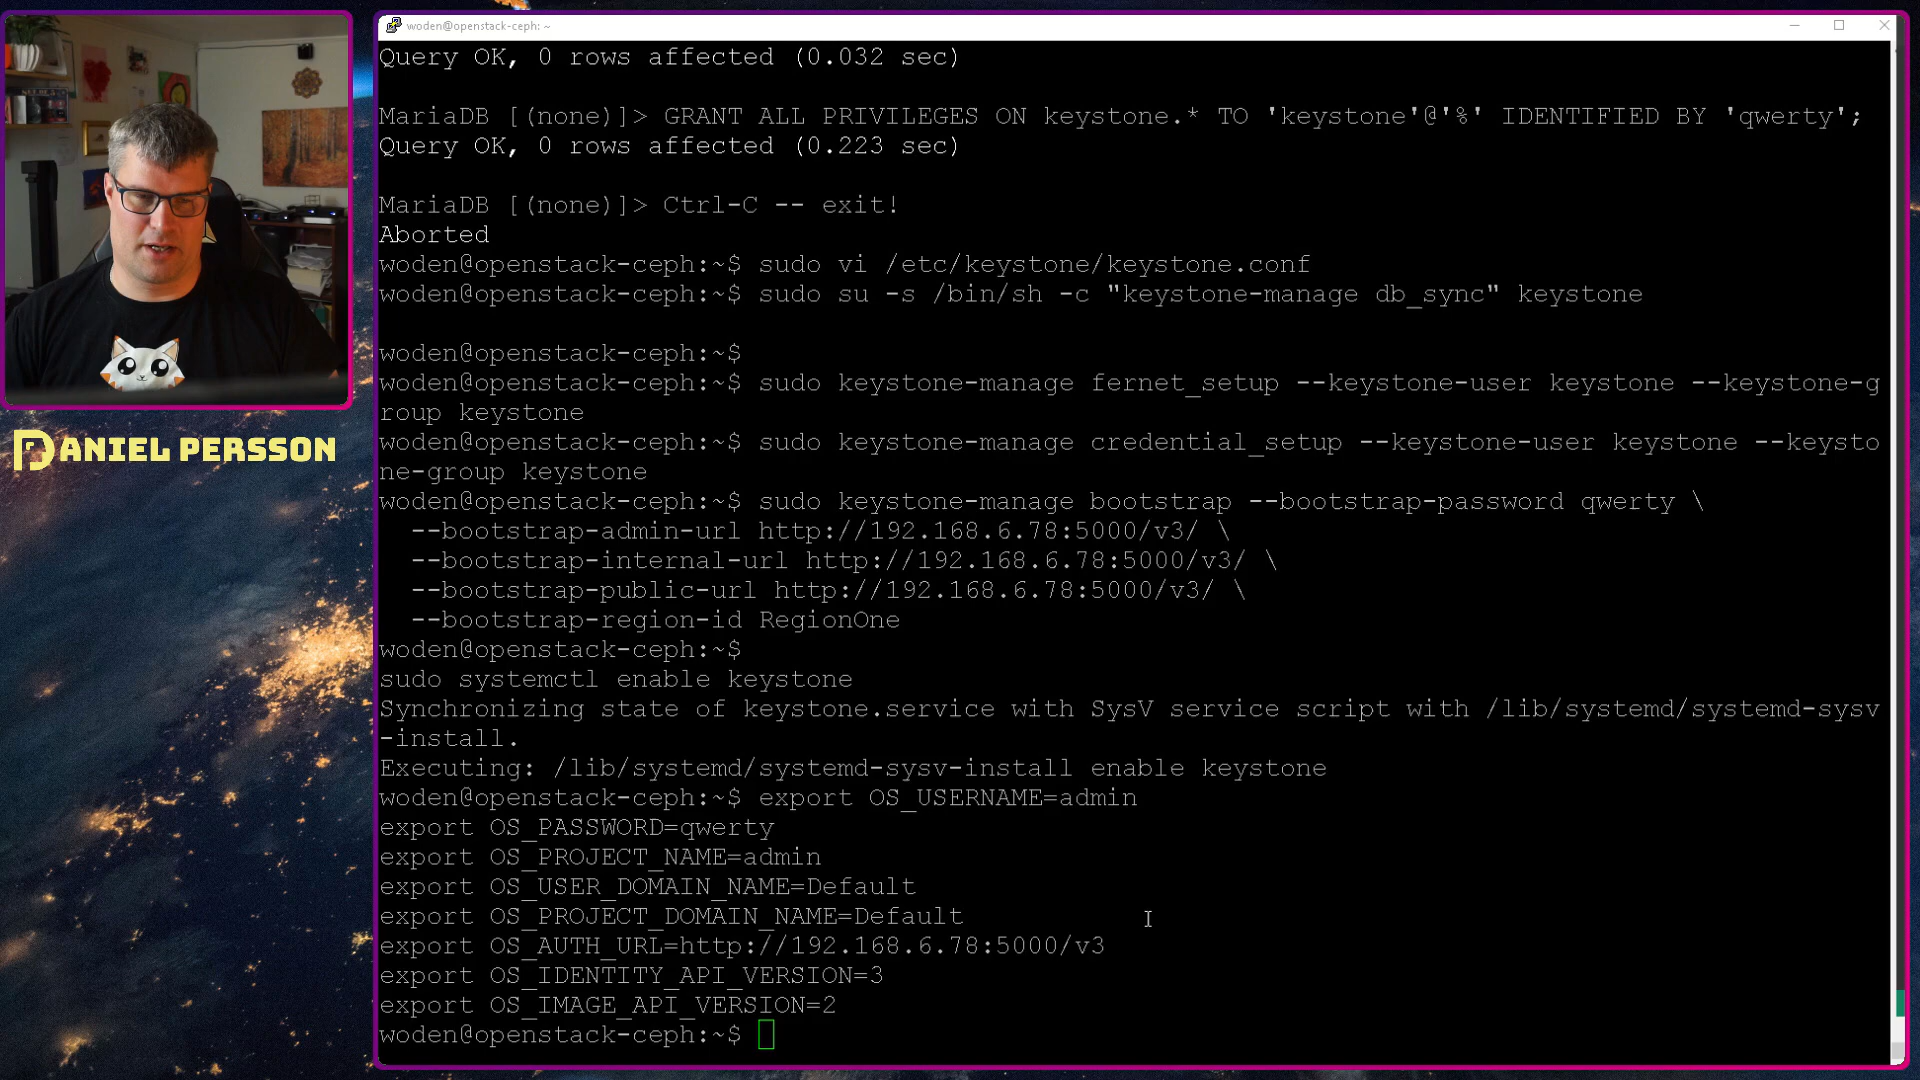 woden@openstack-ceph: ~
Query OK, 0 rows affected (0.032 sec)
MariaDB [(none)]> GRANT ALL PRIVILEGES ON keystone.* TO 'keystone'@'%' IDENTIFIED BY 'qwerty';
Query OK, 0 rows affected (0.223 sec)
MariaDB [(none)]> Ctrl-C -- exit!
Aborted
woden@openstack-ceph:~$ sudo vi /etc/keystone/keystone.conf
woden@openstack-ceph:~$ sudo su -s /bin/sh -c "keystone-manage db_sync" keystone
woden@openstack-ceph:~$
woden@openstack-ceph:~$ sudo keystone-manage fernet_setup --keystone-user keystone --keystone-g
roup keystone
woden@openstack-ceph:~$ sudo keystone-manage credential_setup --keystone-user keystone --keysto
ne-group keystone
woden@openstack-ceph:~$ sudo keystone-manage bootstrap --bootstrap-password qwerty \
--bootstrap-admin-url http://192.168.6.78:5000/v3/ \
--bootstrap-internal-url http://192.168.6.78:5000/v3/ \
--bootstrap-public-url http://192.168.6.78:5000/v3/ \
--bootstrap-region-id RegionOne
woden@openstack-ceph:~$
sudo systemctl enable keystone
Synchronizing state of keystone.service with SysV service script with /lib/systemd/systemd-sysv
-install.
Executing: /lib/systemd/systemd-sysv-install enable keystone
woden@openstack-ceph:~$ export OS_USERNAME=admin
export OS_PASSWORD=qwerty
export OS_PROJECT_NAME=admin
export OS_USER_DOMAIN_NAME=Default
export OS_PROJECT_DOMAIN_NAME=Default
export OS_AUTH_URL=http://192.168.6.78:5000/v3
export OS_IDENTITY_API_VERSION=3
export OS_IMAGE_API_VERSION=2
woden@openstack-ceph:~$
DANIEL PERSSON